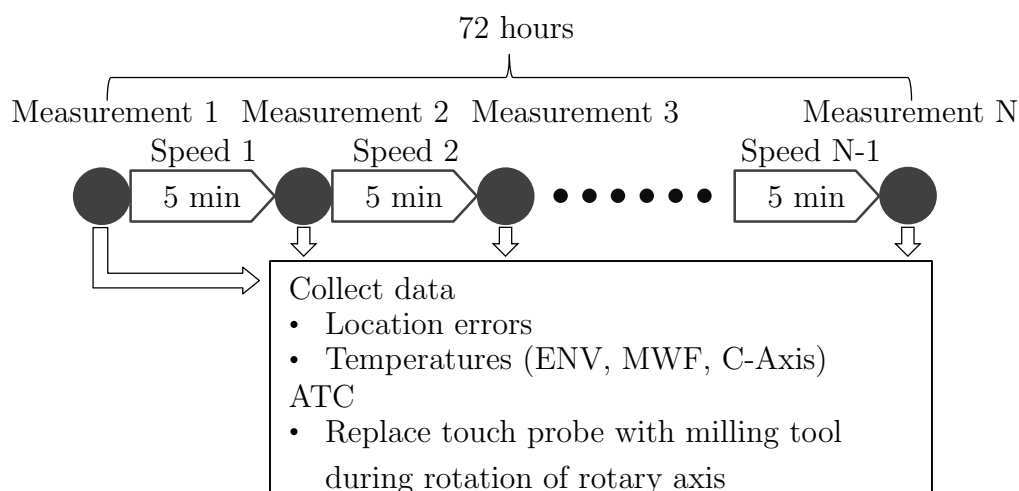 72 hours
Measurement 1 Measurement 2 Measurement 3 Measurement N
Speed 1 Speed 2 Speed N-1
5 min 5 min 5 min
Collect data
• Location errors
• Temperatures (ENV, MWF, C-Axis)
ATC
• Replace touch probe with milling tool
during rotation of rotary axis